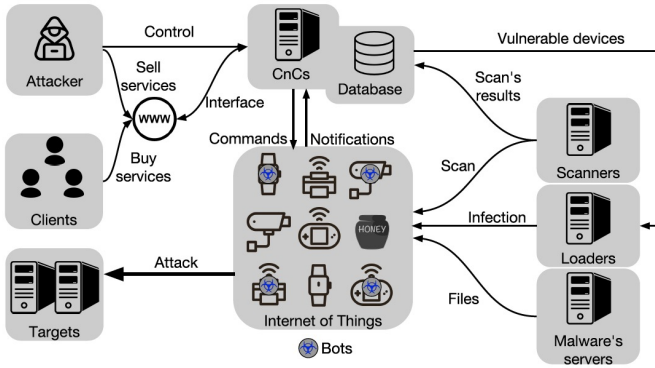 Control
Vulnerable devices
Attacker
Sell
services
CnCs
Database
Scan's
results
Interface
www
Commands
Notifications
Buy
services
Scan
Scanners
Clients
HONEY
Infection
Loaders
Attack
Files
Targets
Internet of Things
Malware's
servers
Bots